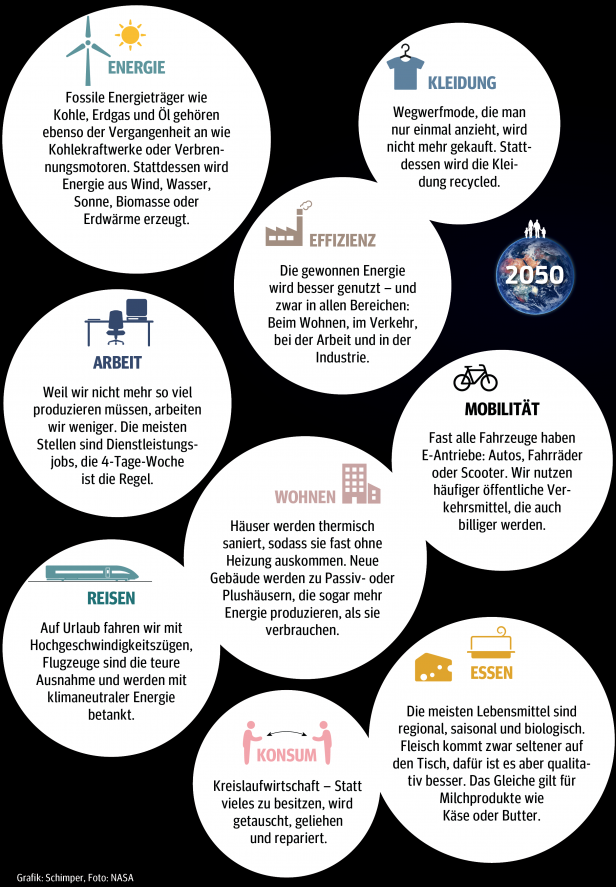 ENERGIE
Fossile Energieträger wie
Kohle, Erdgas und Öl gehören
ebenso der Vergangenheit an wie
Kohlekraftwerke oder Verbren-
nungsmotoren. Stattdessen wird
Energie aus Wind, Wasser,
Sonne, Biomasse oder
Erdwärme erzeugt.
KLEIDUNG
Wegwerfmode, die man
nur einmal anzieht, wird
nicht mehr gekauft. Statt-
dessen wird die Klei-
dung recycled.
EFFIZIENZ
Die gewonnen Energie
wird besser genutzt – und
zwar in allen Bereichen:
Beim Wohnen, im Verkehr,
bei der Arbeit und in der
Industrie.
2050
ARBEIT
Weil wir nicht mehr so viel
produzieren müssen, arbeiten
wir weniger. Die meisten
Stellen sind Dienstleistungs-
jobs, die 4-Tage-Woche
ist die Regel.
MOBILITÄT
Fast alle Fahrzeuge haben
E-Antriebe: Autos, Fahrräder
oder Scooter. Wir nutzen
häufiger öffentliche Ver-
kehrsmittel, die auch
billiger werden.
WOHNEN
Häuser werden thermisch
saniert, sodass sie fast ohne
Heizung auskommen. Neue
Gebäude werden zu Passiv- oder
Plushäusern, die sogar mehr
Energie produzieren, als sie
verbrauchen.
REISEN
Auf Urlaub fahren wir mit
Hochgeschwindigkeitszügen,
Flugzeuge sind die teure
Ausnahme und werden mit
klimaneutraler Energie
betankt.
ESSEN
Die meisten Lebensmittel sind
regional, saisonal und biologisch.
Fleisch kommt zwar seltener auf
den Tisch, dafür ist es aber qualita-
tiv besser. Das Gleiche gilt für
Milchprodukte wie
Käse oder Butter.
KONSUM
Kreislaufwirtschaft – Statt
vieles zu besitzen, wird
getauscht, geliehen
und repariert.
Grafik: Schimper, Foto: NASA